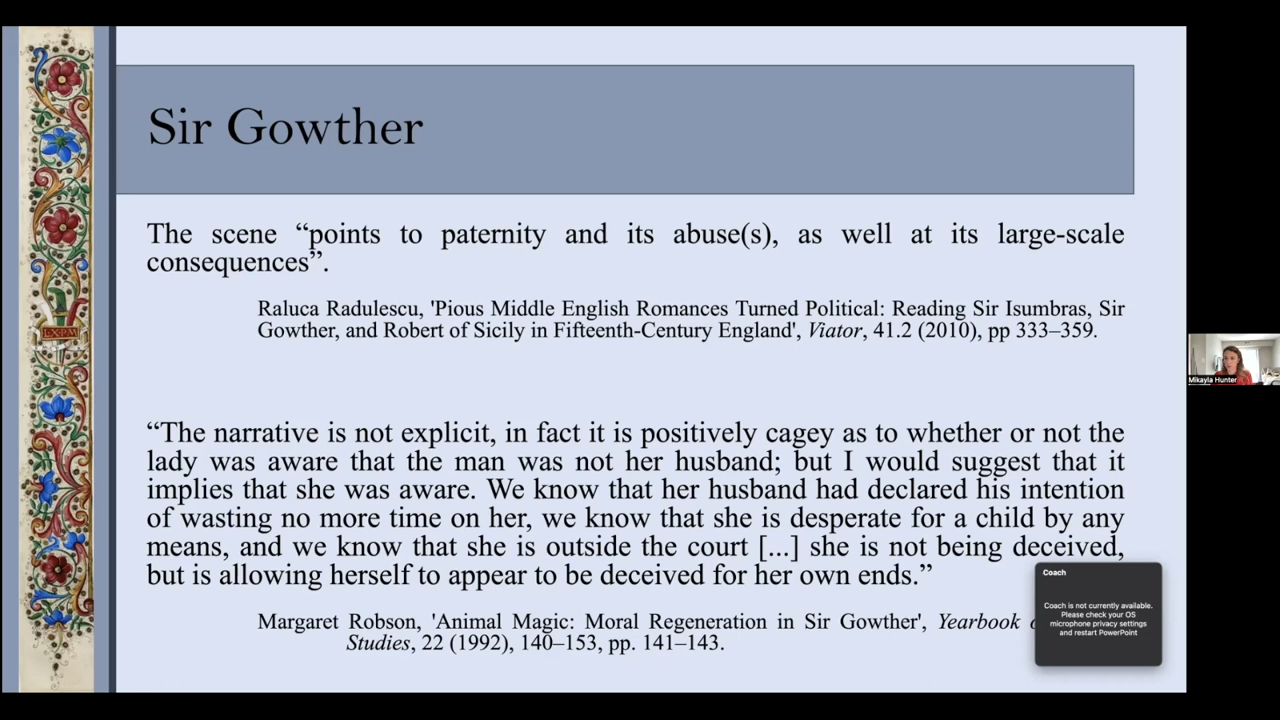 Sir Gowther
The scene “points to paternity and its abuse(s), as well at its large-scale
consequences”.
Raluca Radulescu, 'Pious Middle English Romances Turned Political: Reading Sir Isumbras, Sir
Gowther, and Robert of Sicily in Fifteenth-Century England', Viator, 41.2 (2010), pp 333–359.
“The narrative is not explicit, in fact it is positively cagey as to whether or not the
lady was aware that the man was not her husband; but I would suggest that it
implies that she was aware. We know that her husband had declared his intention
of wasting no more time on her, we know that she is desperate for a child by any
means, and we know that she is outside the court [...] she is not being deceived,
but is allowing herself to appear to be deceived for her own ends.”
Margaret Robson, 'Animal Magic: Moral Regeneration in Sir Gowther', Yearbook
Studies, 22 (1992), 140–153, pp. 141–143.
Coach
Coach is not currently available.
Please check your OS
microphone privacy settings
and restart PowerPoint
Mikayla Hunter